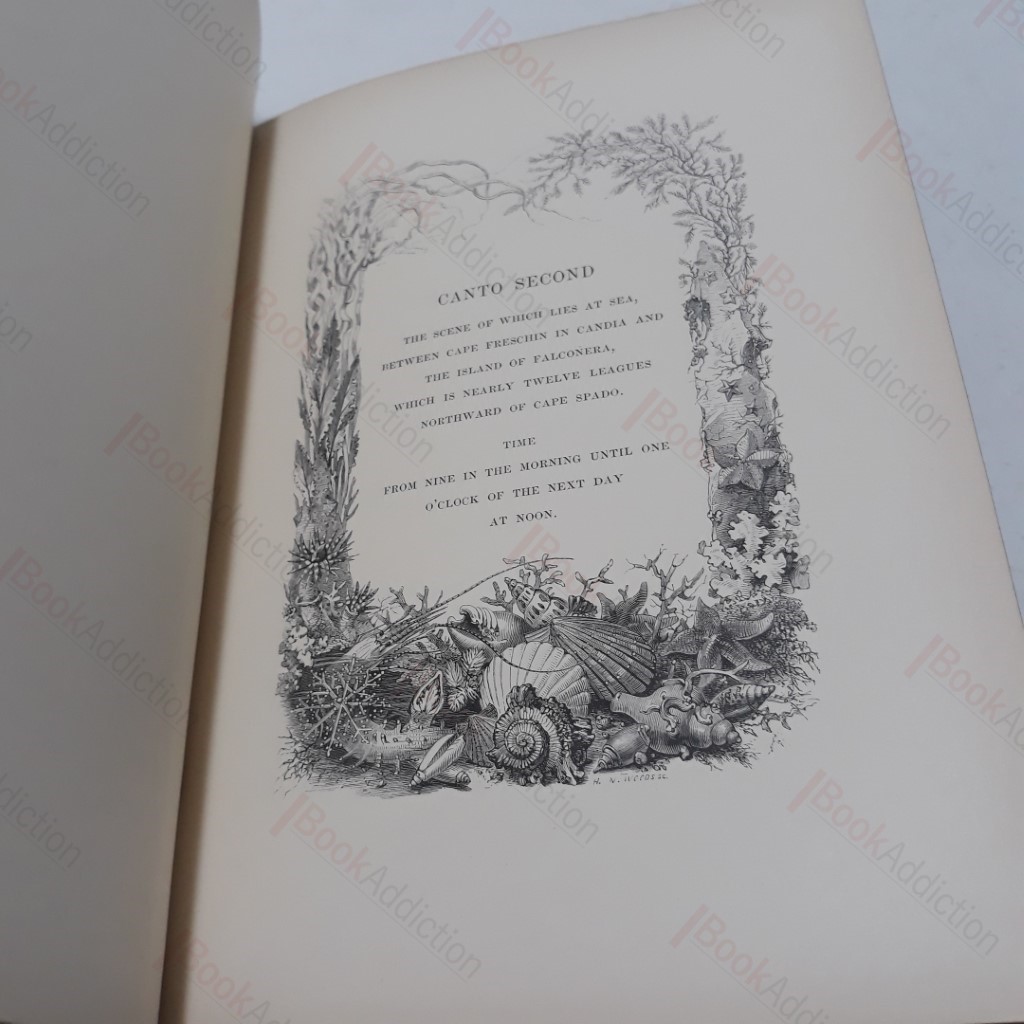 CANTO SECOND
THE SCENE OF WHICH LIES AT SEA,
BETWEEN CAPE FRESCHIN IN CANDIA AND
THE ISLAND OF FALCONERA,
WHICH IS NEARLY TWELVE LEAGUES
NORTHWARD OF CAPE SPADO.
TIME
FROM NINE IN THE MORNING UNTIL ONE
O'CLOCK OF THE NEXT DAY
AT NOON.
BookAddiction